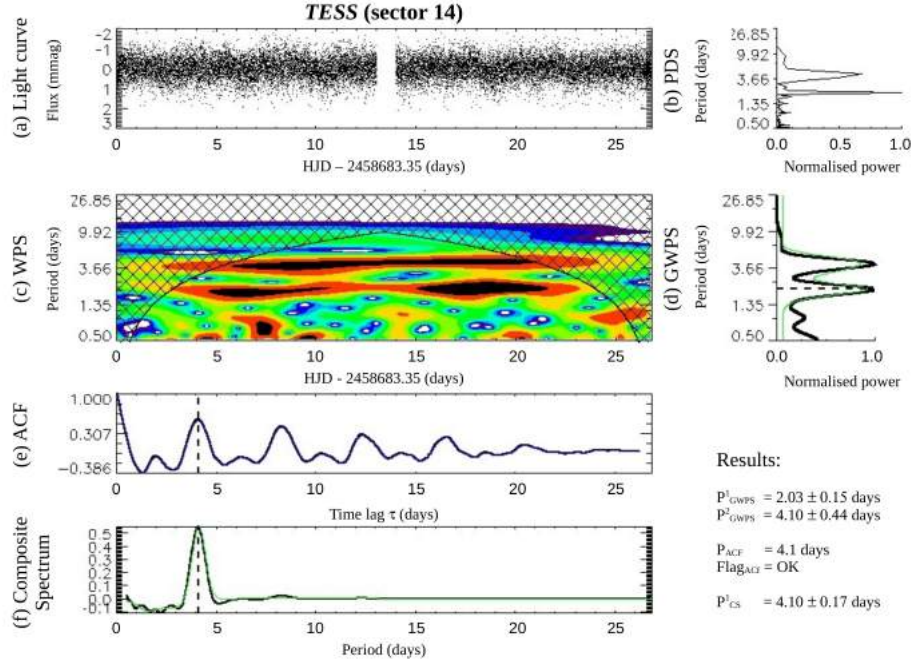 TESS (sector 14)
(a) Light curve
Flux (mmag)
-2
-1
0
1
2
3
0 5 10 15 20 25
HJD – 2458683.35 (days)
(b) PDS
Period (days)
26.85
9.92
3.66
1.35
0.50
0.0 0.5 1.0
Normalised power
(c) WPS
Period (days)
26.85
9.92
3.66
1.35
0.50
0 5 10 15 20 25
HJD - 2458683.35 (days)
(d) GWPS
Period (days)
26.85
9.92
3.66
1.35
0.50
0.0 1.0
Normalised power
(e) ACF
1.000
0.307
-0.386
0 5 10 15 20 25
Time lag τ (days)
(f) Composite
Spectrum
0.5
0.4
0.3
0.2
0.1
-0.0
-0.1
0 5 10 15 20 25
Period (days)
Results:
P¹GWPS = 2.03 ± 0.15 days
P²GWPS = 4.10 ± 0.44 days
PACF = 4.1 days
FlagACf = OK
P¹CS = 4.10 ± 0.17 days